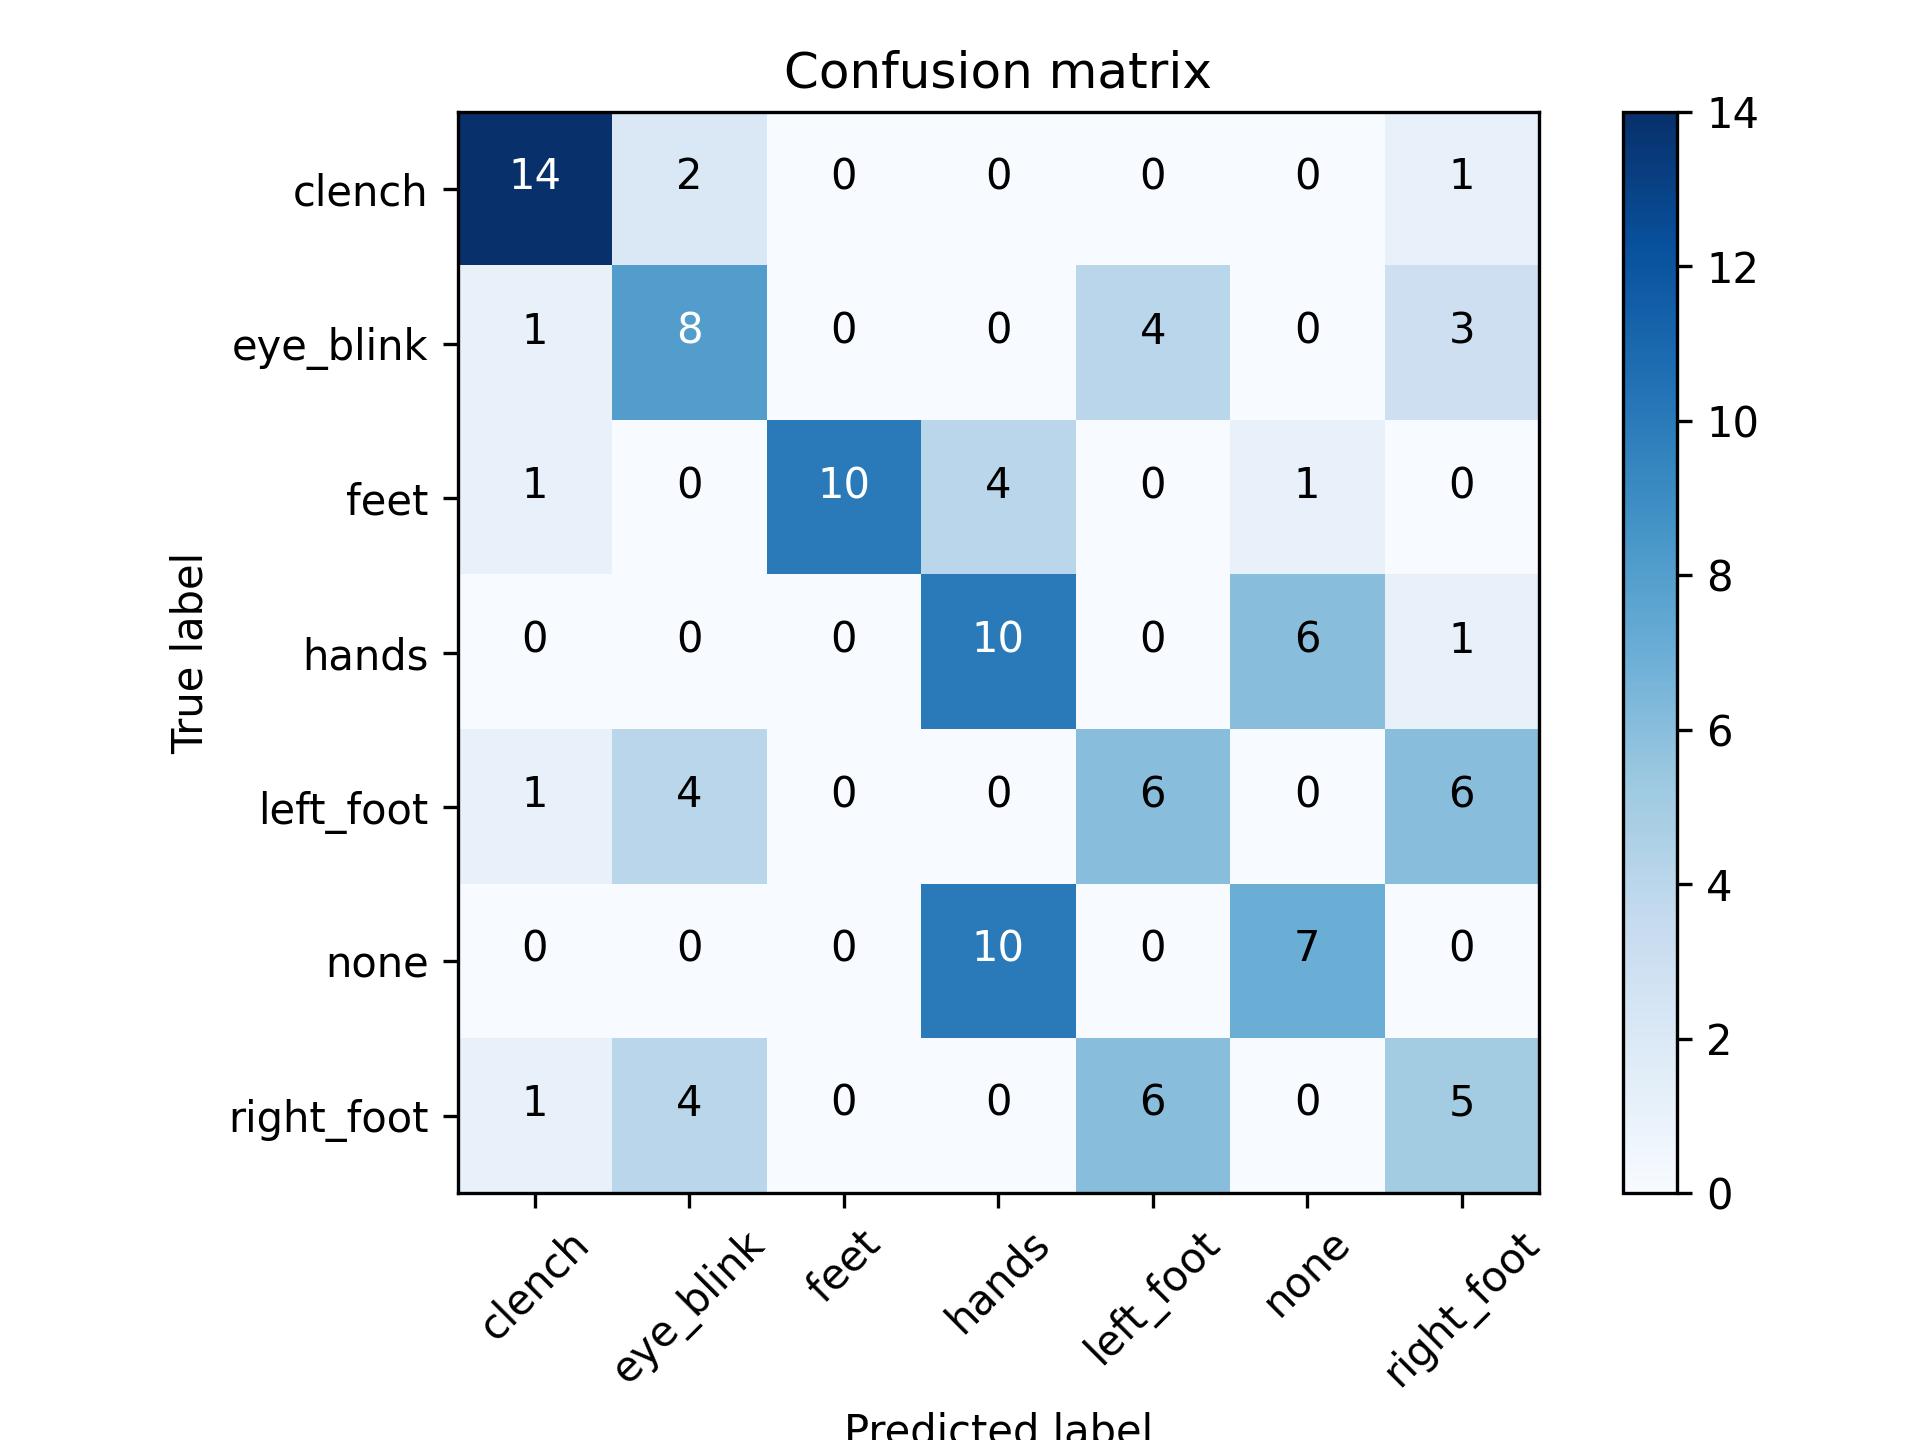 Confusion matrix
clench 14 2 0 0 0 0 1
eye_blink 1 8 0 0 4 0 3
feet 1 0 10 4 0 1 0
hands 0 0 0 10 0 6 1
left_foot 1 4 0 0 6 0 6
none 0 0 0 10 0 7 0
right_foot 1 4 0 0 6 0 5
True label
clench eye_blink feet hands left_foot none right_foot
Predicted label
14
12
10
8
6
4
2
0